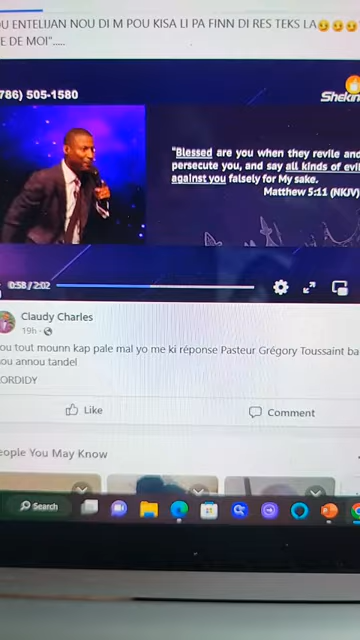 U ENTELIJAN NOU DI M POU KISA LI PA FINN DI RES TEKS LA😏😏😏
E DE MOI".....
786) 505-1580
Shekin
"Blessed are you when they revile and
persecute you, and say all kinds of evil
against you falsely for My sake.
Matthew 5:11 (NKJV)
0:58 / 2:02
Claudy Charles
19h
ou tout mounn kap pale mal yo me ki réponse Pasteur Grégory Toussaint ba
ou annou tandel
ORDIDY
Like
Comment
eople You May Know
Search